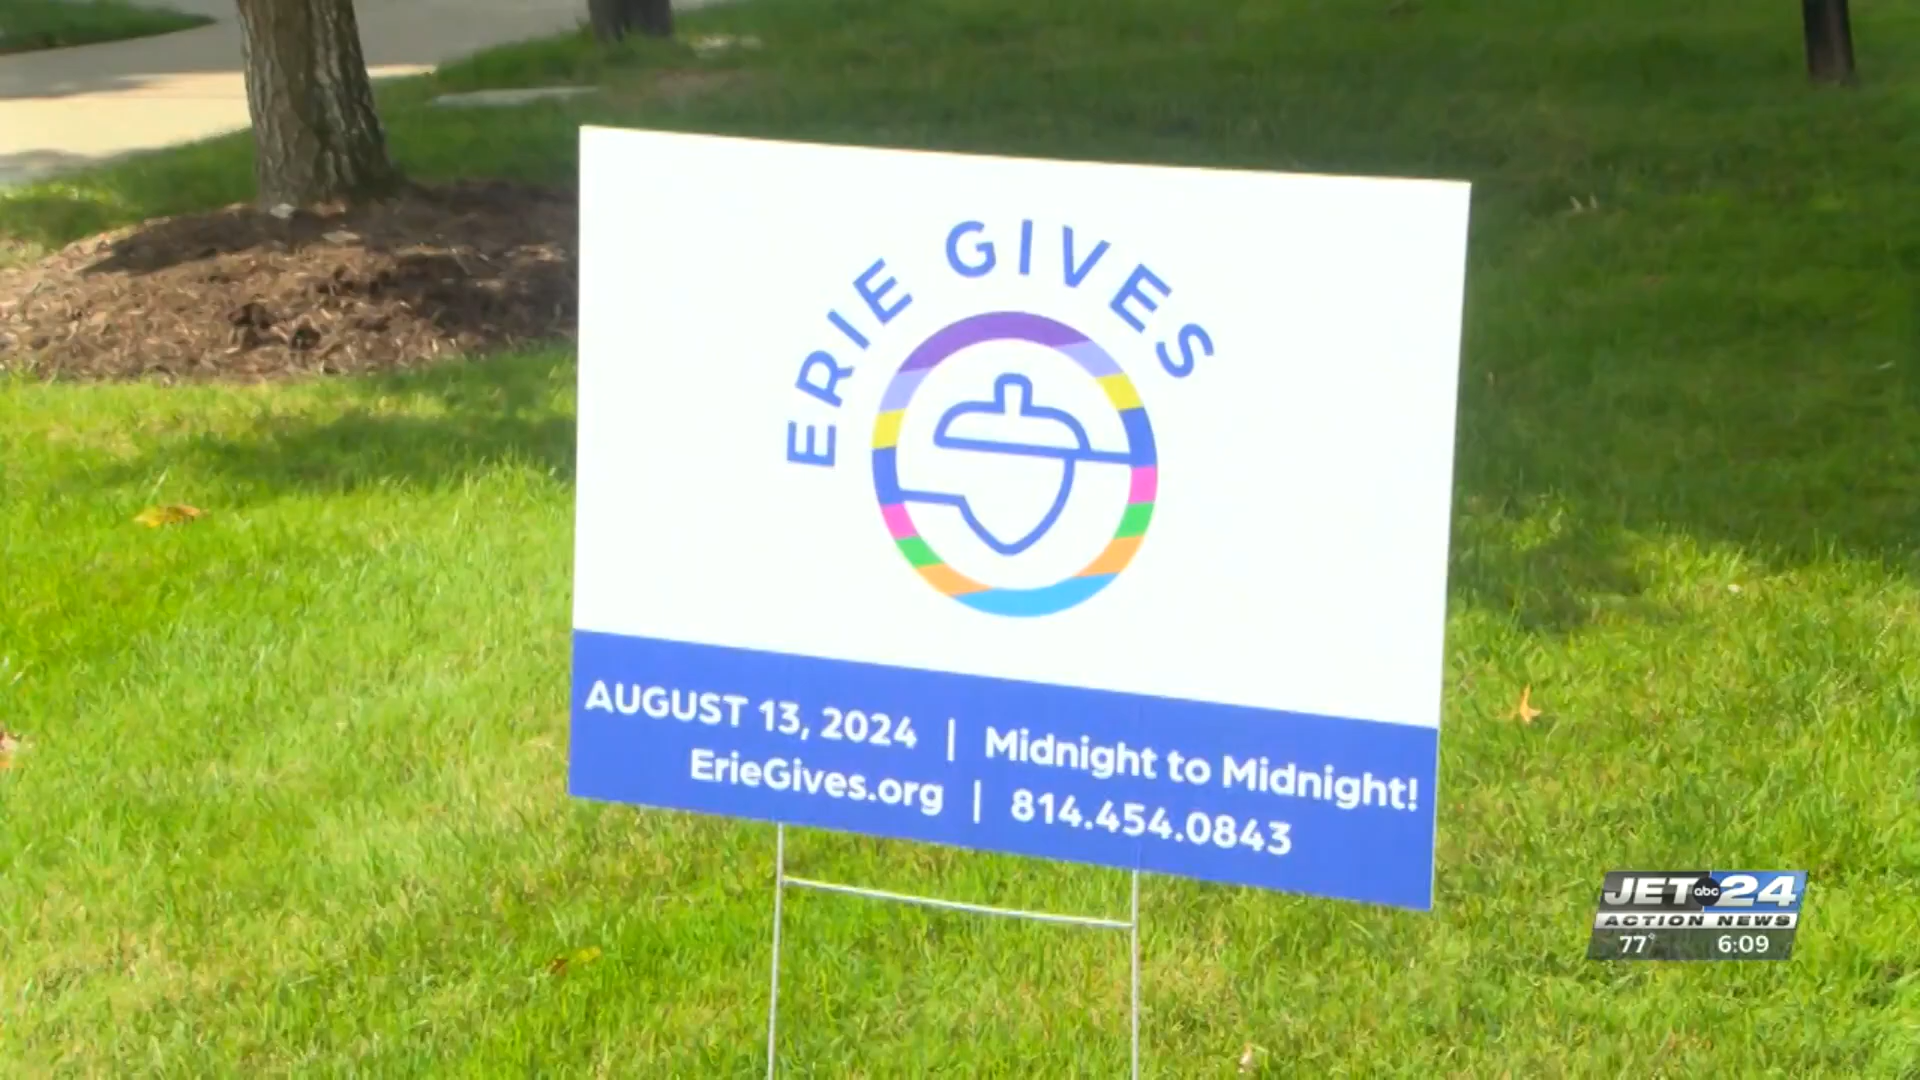 ERIE GIVES
AUGUST 13, 2024 | Midnight to Midnight!
ErieGives.org | 814.454.0843
JET abc 24
ACTION NEWS
77° 6:09